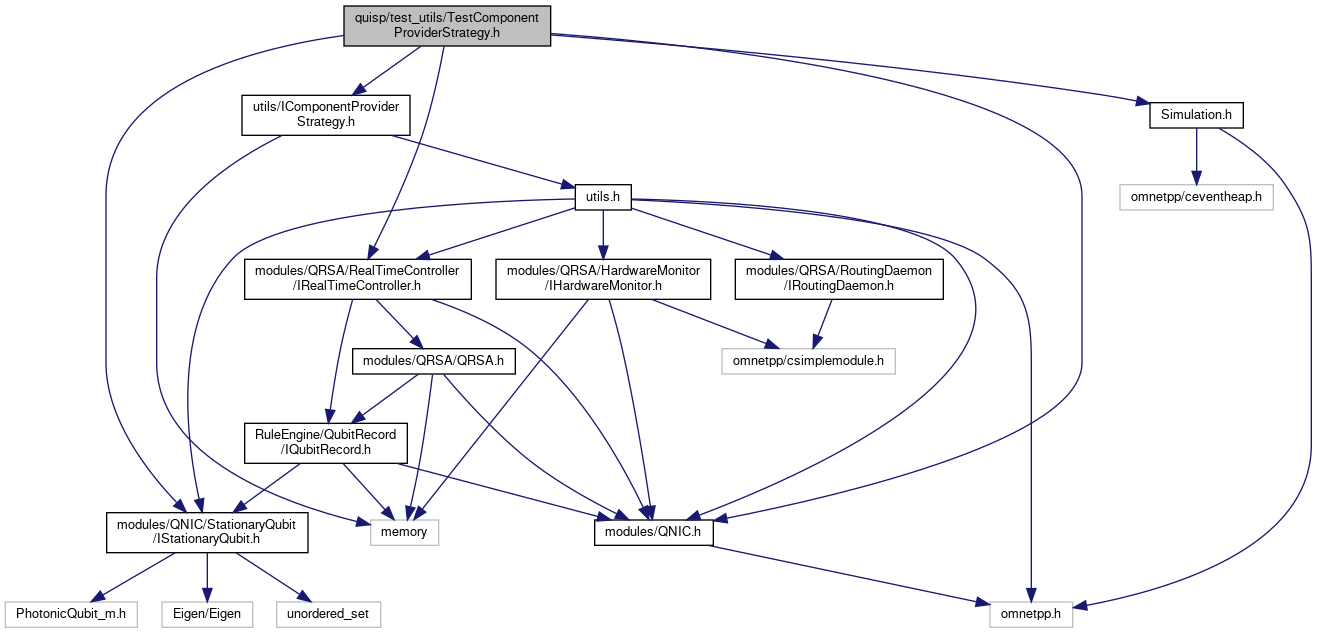 quisp/test_utils/TestComponent
ProviderStrategy.h
utils/IComponentProvider
Strategy.h
Simulation.h
utils.h
omnetpp/ceventheap.h
modules/QRSA/RealTimeController
/IRealTimeController.h
modules/QRSA/HardwareMonitor
/IHardwareMonitor.h
modules/QRSA/RoutingDaemon
/IRoutingDaemon.h
modules/QRSA/QRSA.h
omnetpp/csimplemodule.h
RuleEngine/QubitRecord
/IQubitRecord.h
modules/QNIC/StationaryQubit
/IStationaryQubit.h
memory
modules/QNIC.h
PhotonicQubit_m.h
Eigen/Eigen
unordered_set
omnetpp.h